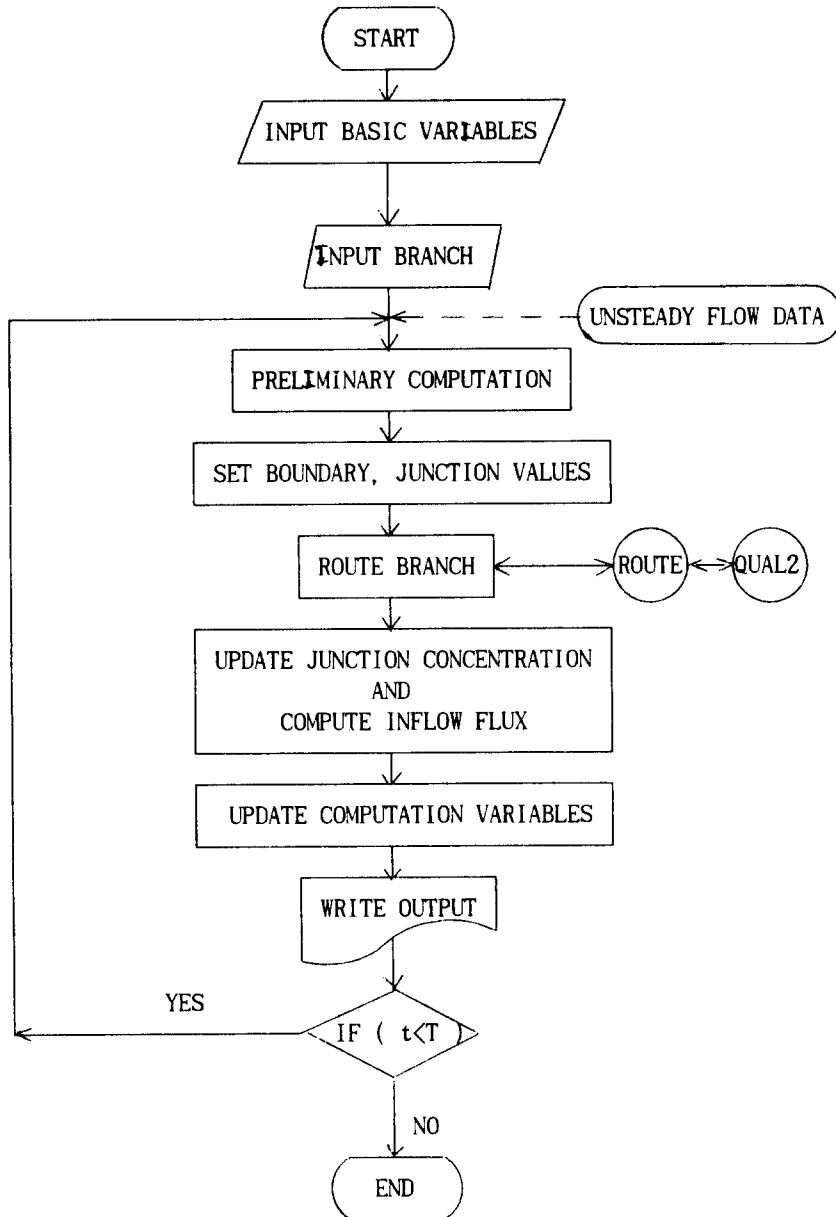 START
INPUT BASIC VARIABLES
INPUT BRANCH
UNSTEADY FLOW DATA
PRELIMINARY COMPUTATION
SET BOUNDARY, JUNCTION VALUES
ROUTE BRANCH
ROUTE
QUAL2
UPDATE JUNCTION CONCENTRATION
AND
COMPUTE INFLOW FLUX
UPDATE COMPUTATION VARIABLES
WRITE OUTPUT
YES
IF ( t<T )
NO
END